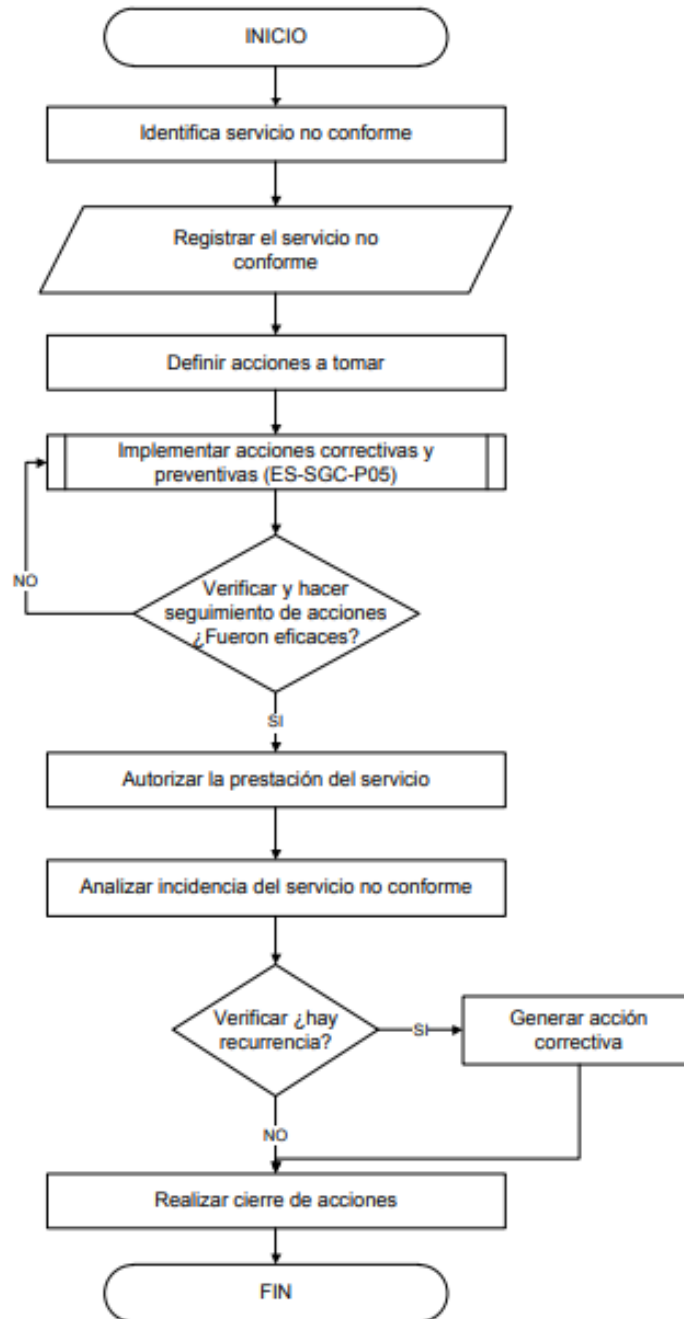 INICIO
Identifica servicio no conforme
Registrar el servicio no
conforme
Definir acciones a tomar
Implementar acciones correctivas y
preventivas (ES-SGC-P05)
NO
Verificar y hacer
seguimiento de acciones
¿Fueron eficaces?
SI
Autorizar la prestación del servicio
Analizar incidencia del servicio no conforme
Verificar ¿hay
recurrencia?
SI
Generar acción
correctiva
NO
Realizar cierre de acciones
FIN